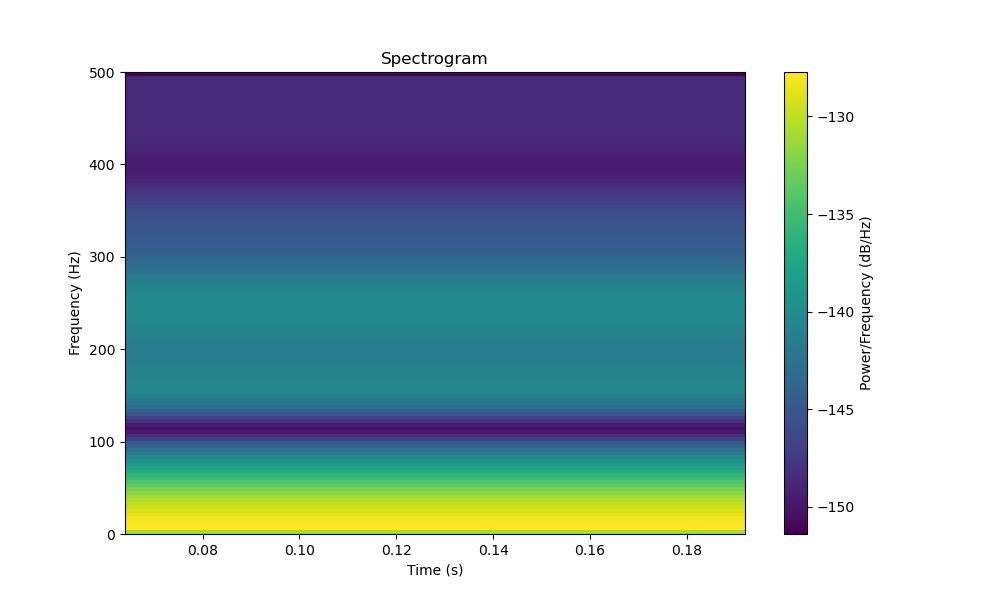 Spectrogram
500
400
300
200
100
0
Frequency (Hz)
0.08 0.10 0.12 0.14 0.16 0.18
Time (s)
−130
−135
−140
−145
−150
Power/Frequency (dB/Hz)